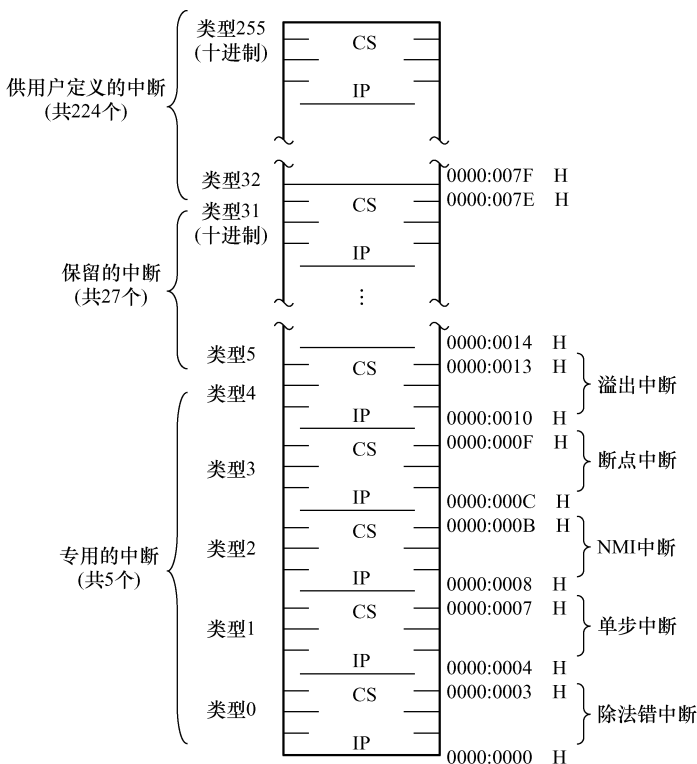 类型255
(十进制)
CS
IP
供用户定义的中断
(共224个)
类型32
0000:007F H
0000:007E H
类型31
(十进制)
CS
IP
保留的中断
(共27个)
⋮
0000:0014 H
类型5
CS
0000:0013 H
类型4
溢出中断
IP
0000:0010 H
CS
0000:000F H
类型3
断点中断
IP
0000:000C H
CS
0000:000B H
类型2
NMI中断
专用的中断
(共5个)
IP
0000:0008 H
CS
0000:0007 H
类型1
单步中断
IP
0000:0004 H
CS
0000:0003 H
类型0
除法错中断
IP
0000:0000 H